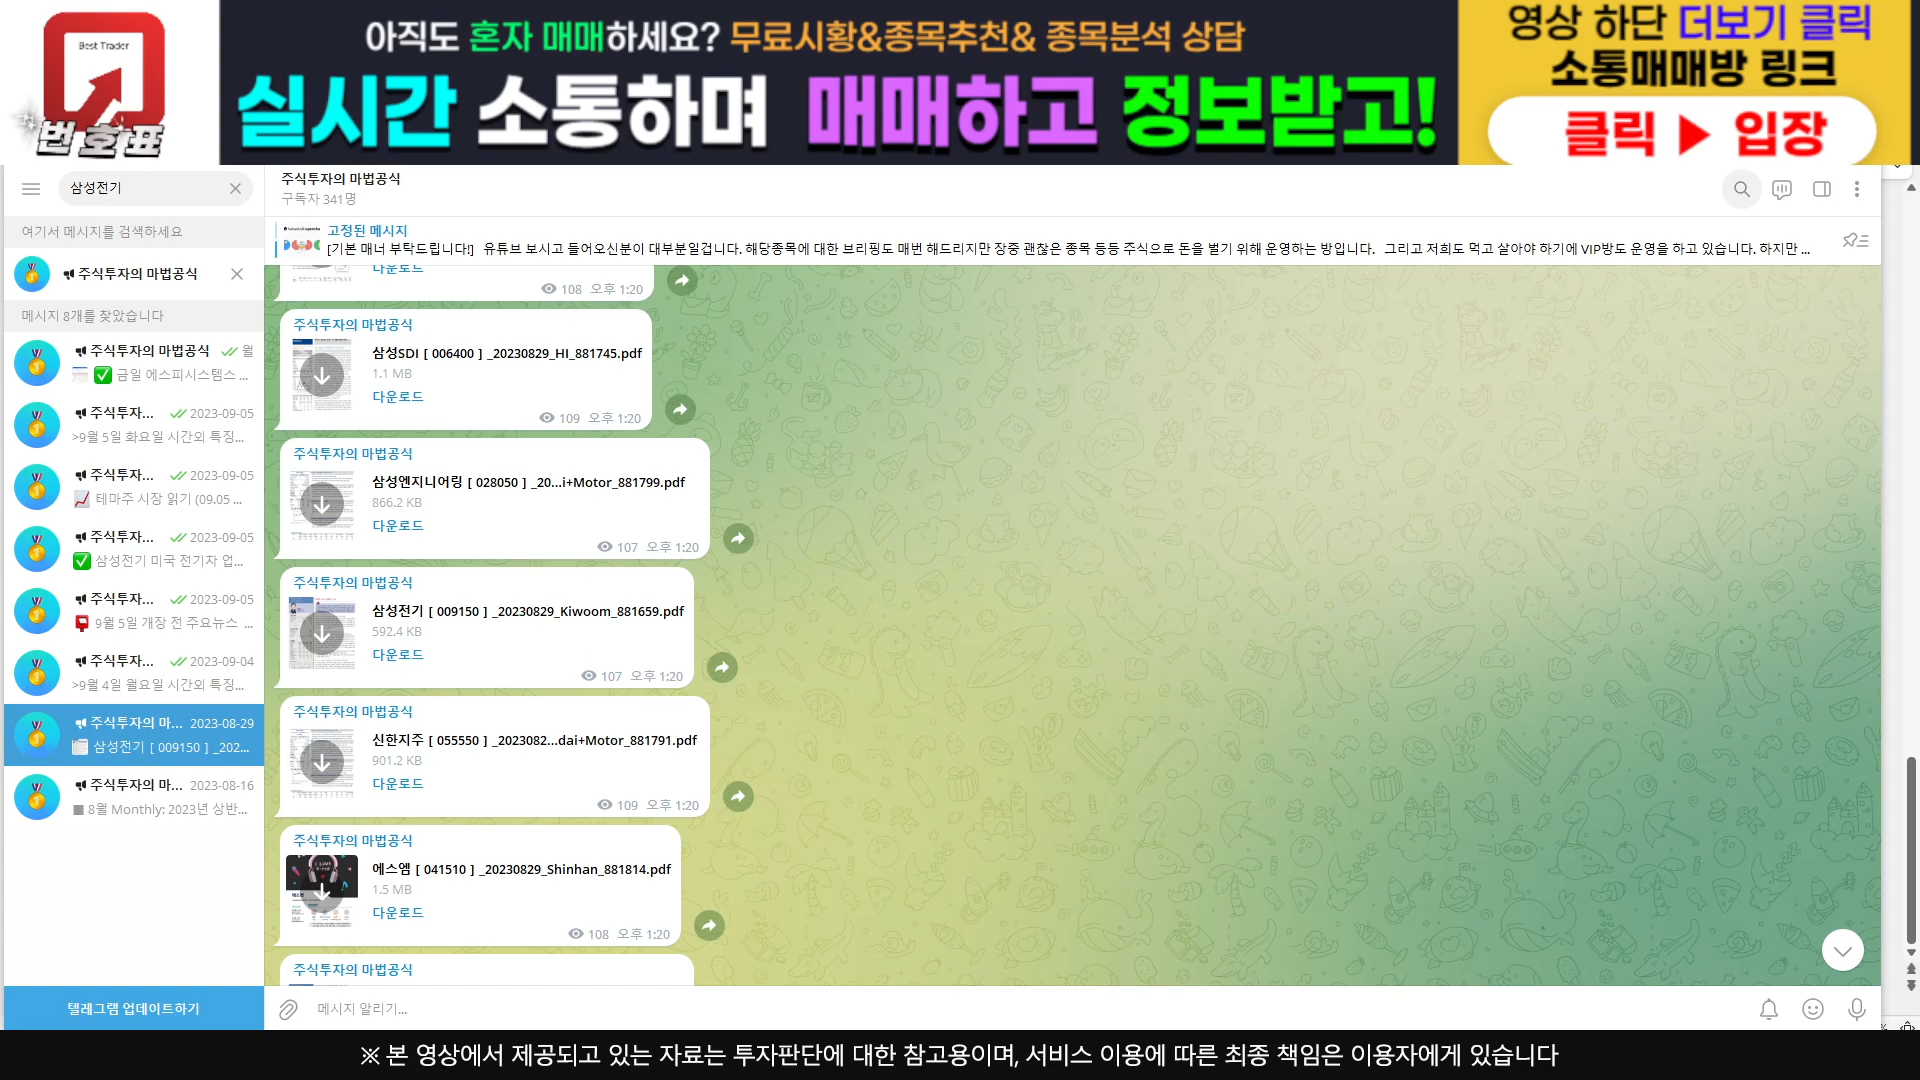 Best Trader
번호표
아직도 혼자 매매하세요? 무료시황&종목추천& 종목분석 상담
실시간 소통하며 매매하고 정보받고!
영상 하단 더보기 클릭
소통매매방 링크
클릭 ▶ 입장
삼성전기
여기서 메시지를 검색하세요
주식투자의 마법공식
메시지 8개를 찾았습니다
주식투자의 마법공식 월
금일 에스피시스템스 ...
주식투자... 2023-09-05
>9월 5일 화요일 시간외 특징...
주식투자... 2023-09-05
테마주 시장 읽기 (09.05 ...
주식투자... 2023-09-05
삼성전기 미국 전기차 업...
주식투자... 2023-09-05
9월 5일 개장 전 주요뉴스 ...
주식투자... 2023-09-04
>9월 4일 월요일 시간외 특징...
주식투자의 마... 2023-08-29
삼성전기 [ 009150 ] _202...
주식투자의 마... 2023-08-16
■ 8월 Monthly: 2023년 상반...
텔레그램 업데이트하기
주식투자의 마법공식
구독자 341명
고정된 메시지
[기본 매너 부탁드립니다!] 유튜브 보시고 들어오신분이 대부분일겁니다. 해당종목에 대한 브리핑도 매번 해드리지만 장중 괜찮은 종목 등등 주식으로 돈을 벌기 위해 운영하는 방입니다. 그리고 저희도 먹고 살아야 하기에 VIP방도 운영을 하고 있습니다. 하지만 ...
다운로드
108 오후 1:20
주식투자의 마법공식
삼성SDI [ 006400 ] _20230829_HI_881745.pdf
1.1 MB
다운로드
109 오후 1:20
주식투자의 마법공식
삼성엔지니어링 [ 028050 ] _20...i+Motor_881799.pdf
866.2 KB
다운로드
107 오후 1:20
주식투자의 마법공식
삼성전기 [ 009150 ] _20230829_Kiwoom_881659.pdf
592.4 KB
다운로드
107 오후 1:20
주식투자의 마법공식
신한지주 [ 055550 ] _2023082...dai+Motor_881791.pdf
901.2 KB
다운로드
109 오후 1:20
주식투자의 마법공식
에스엠 [ 041510 ] _20230829_Shinhan_881814.pdf
1.5 MB
다운로드
108 오후 1:20
주식투자의 마법공식
메시지 알리기...
※ 본 영상에서 제공되고 있는 자료는 투자판단에 대한 참고용이며, 서비스 이용에 따른 최종 책임은 이용자에게 있습니다